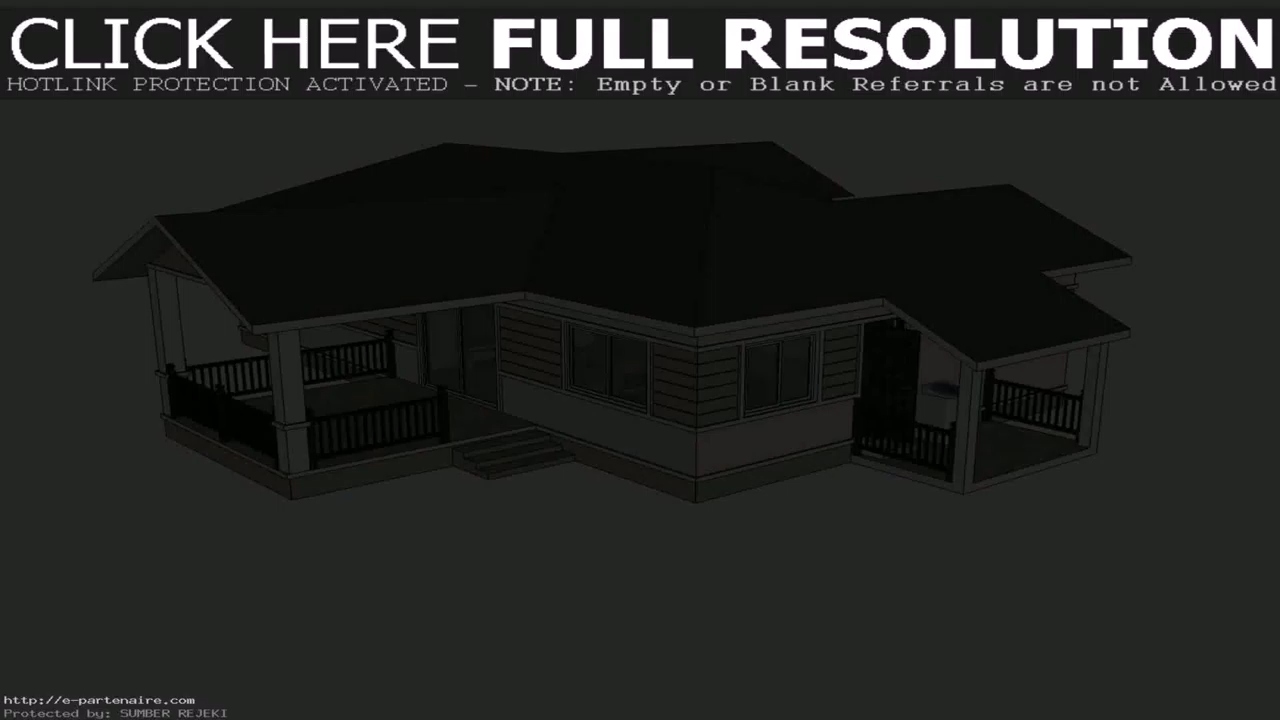 CLICK HERE FULL RESOLUTION
HOTLINK PROTECTION ACTIVATED – NOTE: Empty or Blank Referrals are not Allowed
http://e-partenaire.com
Protected by: SUMBER REJEKI